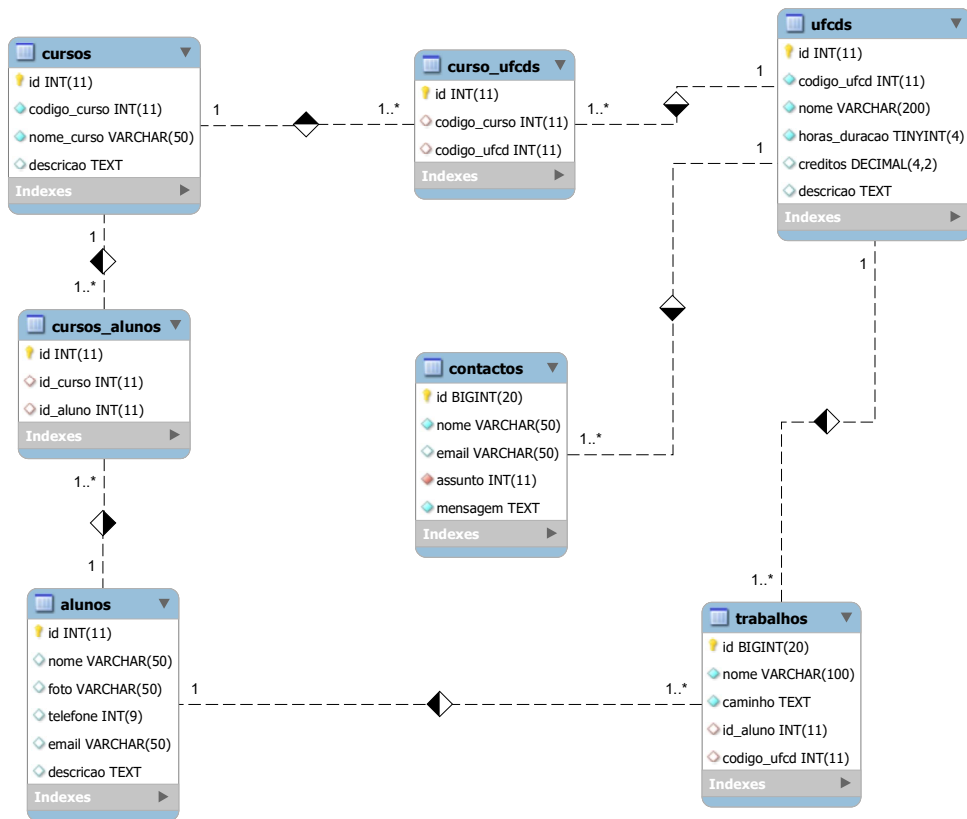 cursos
id INT(11)
codigo_curso INT(11)
nome_curso VARCHAR(50)
descricao TEXT
Indexes
1
1..*
curso_ufcds
id INT(11)
codigo_curso INT(11)
codigo_ufcd INT(11)
Indexes
1..*
1
ufcds
id INT(11)
codigo_ufcd INT(11)
nome VARCHAR(200)
horas_duracao TINYINT(4)
creditos DECIMAL(4,2)
descricao TEXT
Indexes
1
1
1
1..*
cursos_alunos
id INT(11)
id_curso INT(11)
id_aluno INT(11)
Indexes
1..*
1
contactos
id BIGINT(20)
nome VARCHAR(50)
email VARCHAR(50)
assunto INT(11)
mensagem TEXT
Indexes
1..*
1..*
alunos
id INT(11)
nome VARCHAR(50)
foto VARCHAR(50)
telefone INT(9)
email VARCHAR(50)
descricao TEXT
Indexes
1
1..*
trabalhos
id BIGINT(20)
nome VARCHAR(100)
caminho TEXT
id_aluno INT(11)
codigo_ufcd INT(11)
Indexes